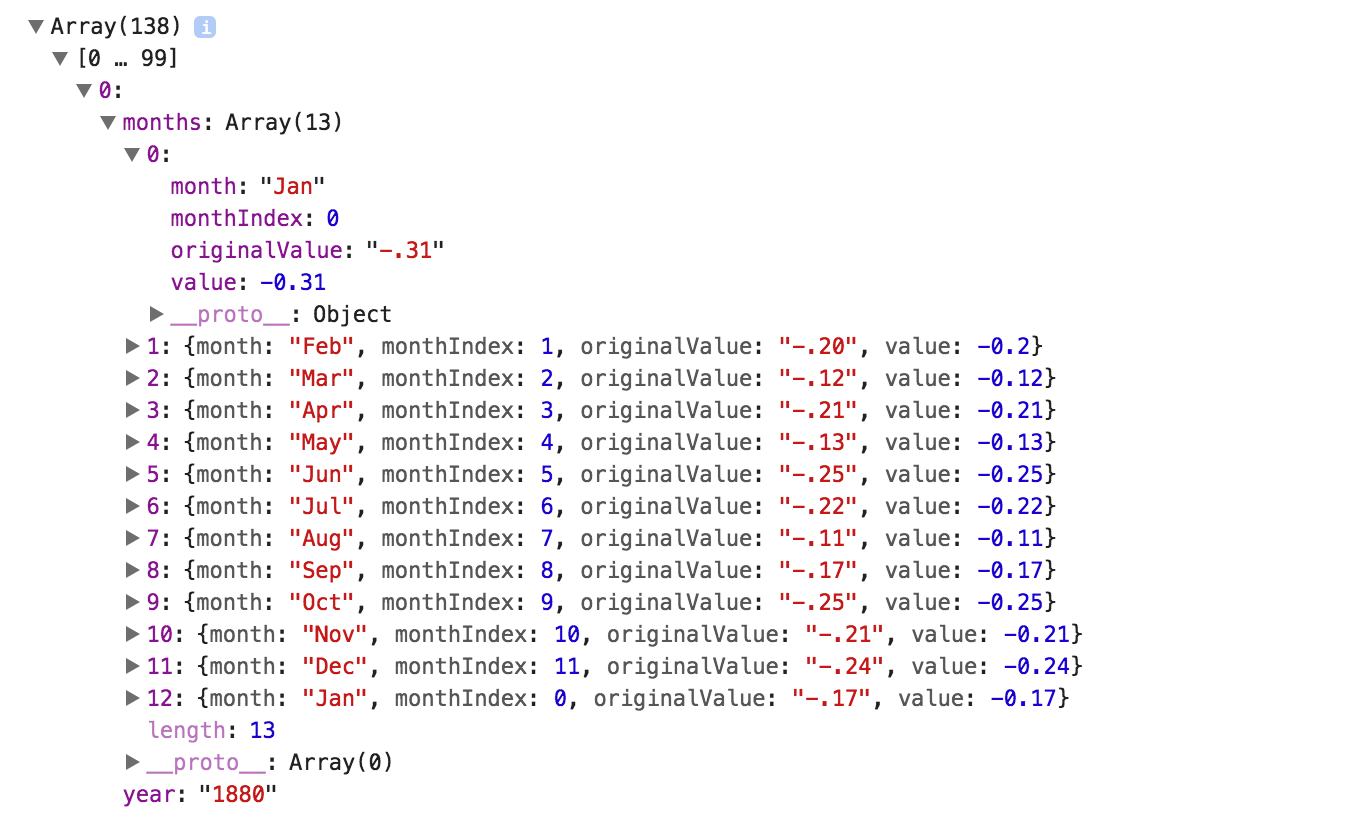 ▼ Array(138) i
▼ [0 … 99]
▼ 0:
▼ months: Array(13)
▼ 0:
month: "Jan"
monthIndex: 0
originalValue: "-.31"
value: -0.31
▶ __proto__: Object
▶ 1: {month: "Feb", monthIndex: 1, originalValue: "-.20", value: -0.2}
▶ 2: {month: "Mar", monthIndex: 2, originalValue: "-.12", value: -0.12}
▶ 3: {month: "Apr", monthIndex: 3, originalValue: "-.21", value: -0.21}
▶ 4: {month: "May", monthIndex: 4, originalValue: "-.13", value: -0.13}
▶ 5: {month: "Jun", monthIndex: 5, originalValue: "-.25", value: -0.25}
▶ 6: {month: "Jul", monthIndex: 6, originalValue: "-.22", value: -0.22}
▶ 7: {month: "Aug", monthIndex: 7, originalValue: "-.11", value: -0.11}
▶ 8: {month: "Sep", monthIndex: 8, originalValue: "-.17", value: -0.17}
▶ 9: {month: "Oct", monthIndex: 9, originalValue: "-.25", value: -0.25}
▶ 10: {month: "Nov", monthIndex: 10, originalValue: "-.21", value: -0.21}
▶ 11: {month: "Dec", monthIndex: 11, originalValue: "-.24", value: -0.24}
▶ 12: {month: "Jan", monthIndex: 0, originalValue: "-.17", value: -0.17}
length: 13
▶ __proto__: Array(0)
year: "1880"